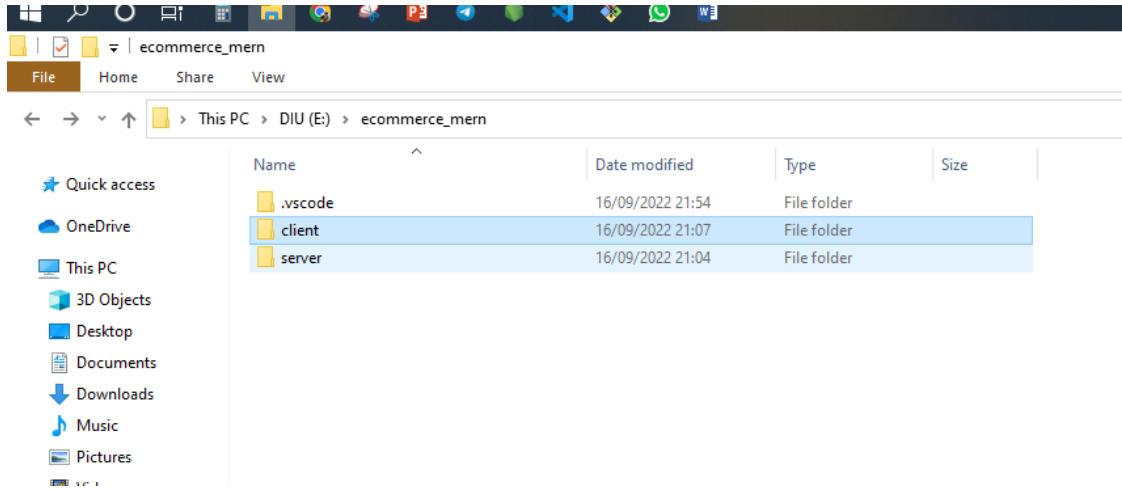 ecommerce_mern
File Home Share View
This PC > DIU (E:) > ecommerce_mern
Name Date modified Type Size
Quick access
.vscode 16/09/2022 21:54 File folder
OneDrive
client 16/09/2022 21:07 File folder
server 16/09/2022 21:04 File folder
This PC
3D Objects
Desktop
Documents
Downloads
Music
Pictures